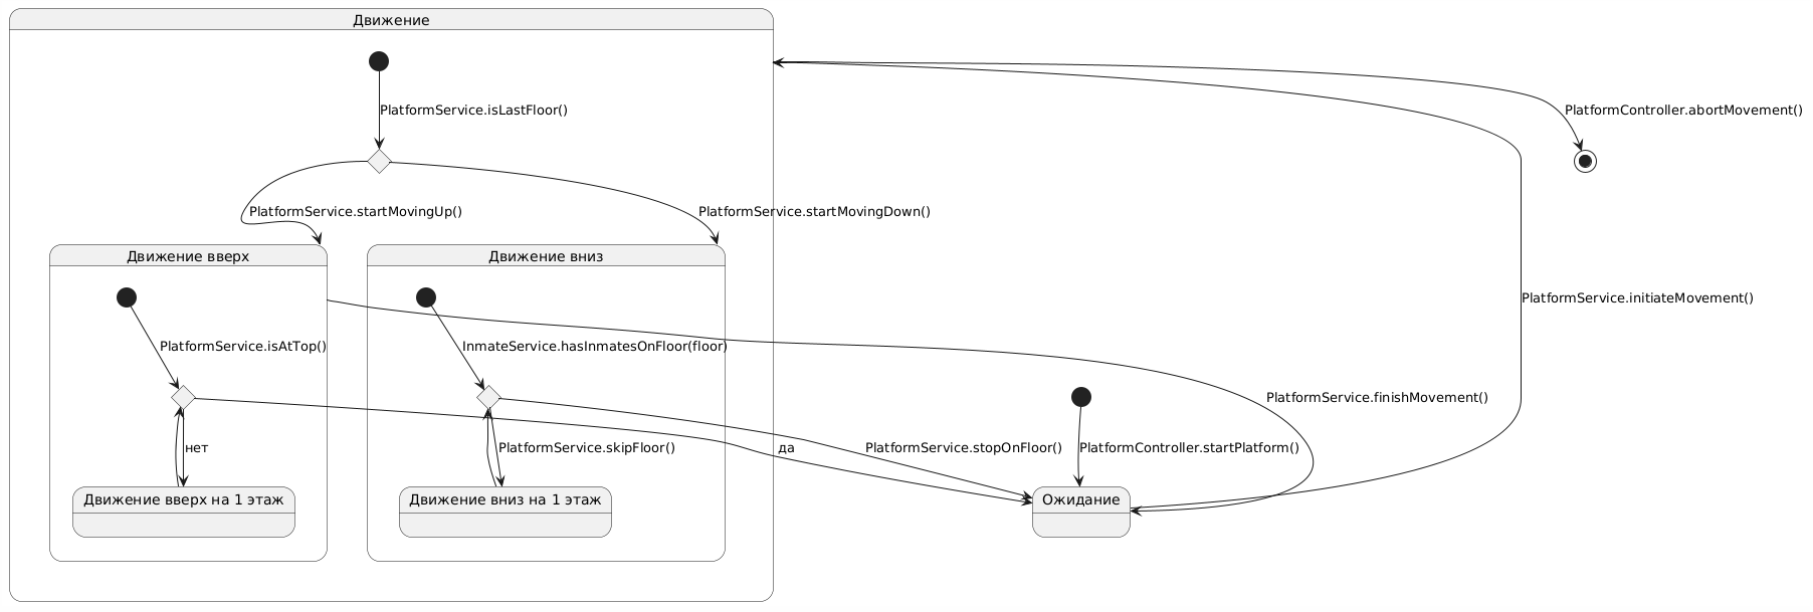 Движение
PlatformService.isLastFloor()
PlatformController.abortMovement()
PlatformService.startMovingUp()
PlatformService.startMovingDown()
Движение вверх
Движение вниз
PlatformService.initiateMovement()
PlatformService.isAtTop()
InmateService.hasInmatesOnFloor(floor)
PlatformService.finishMovement()
нет
PlatformService.skipFloor()
да
PlatformService.stopOnFloor()
PlatformController.startPlatform()
Движение вверх на 1 этаж
Движение вниз на 1 этаж
Ожидание